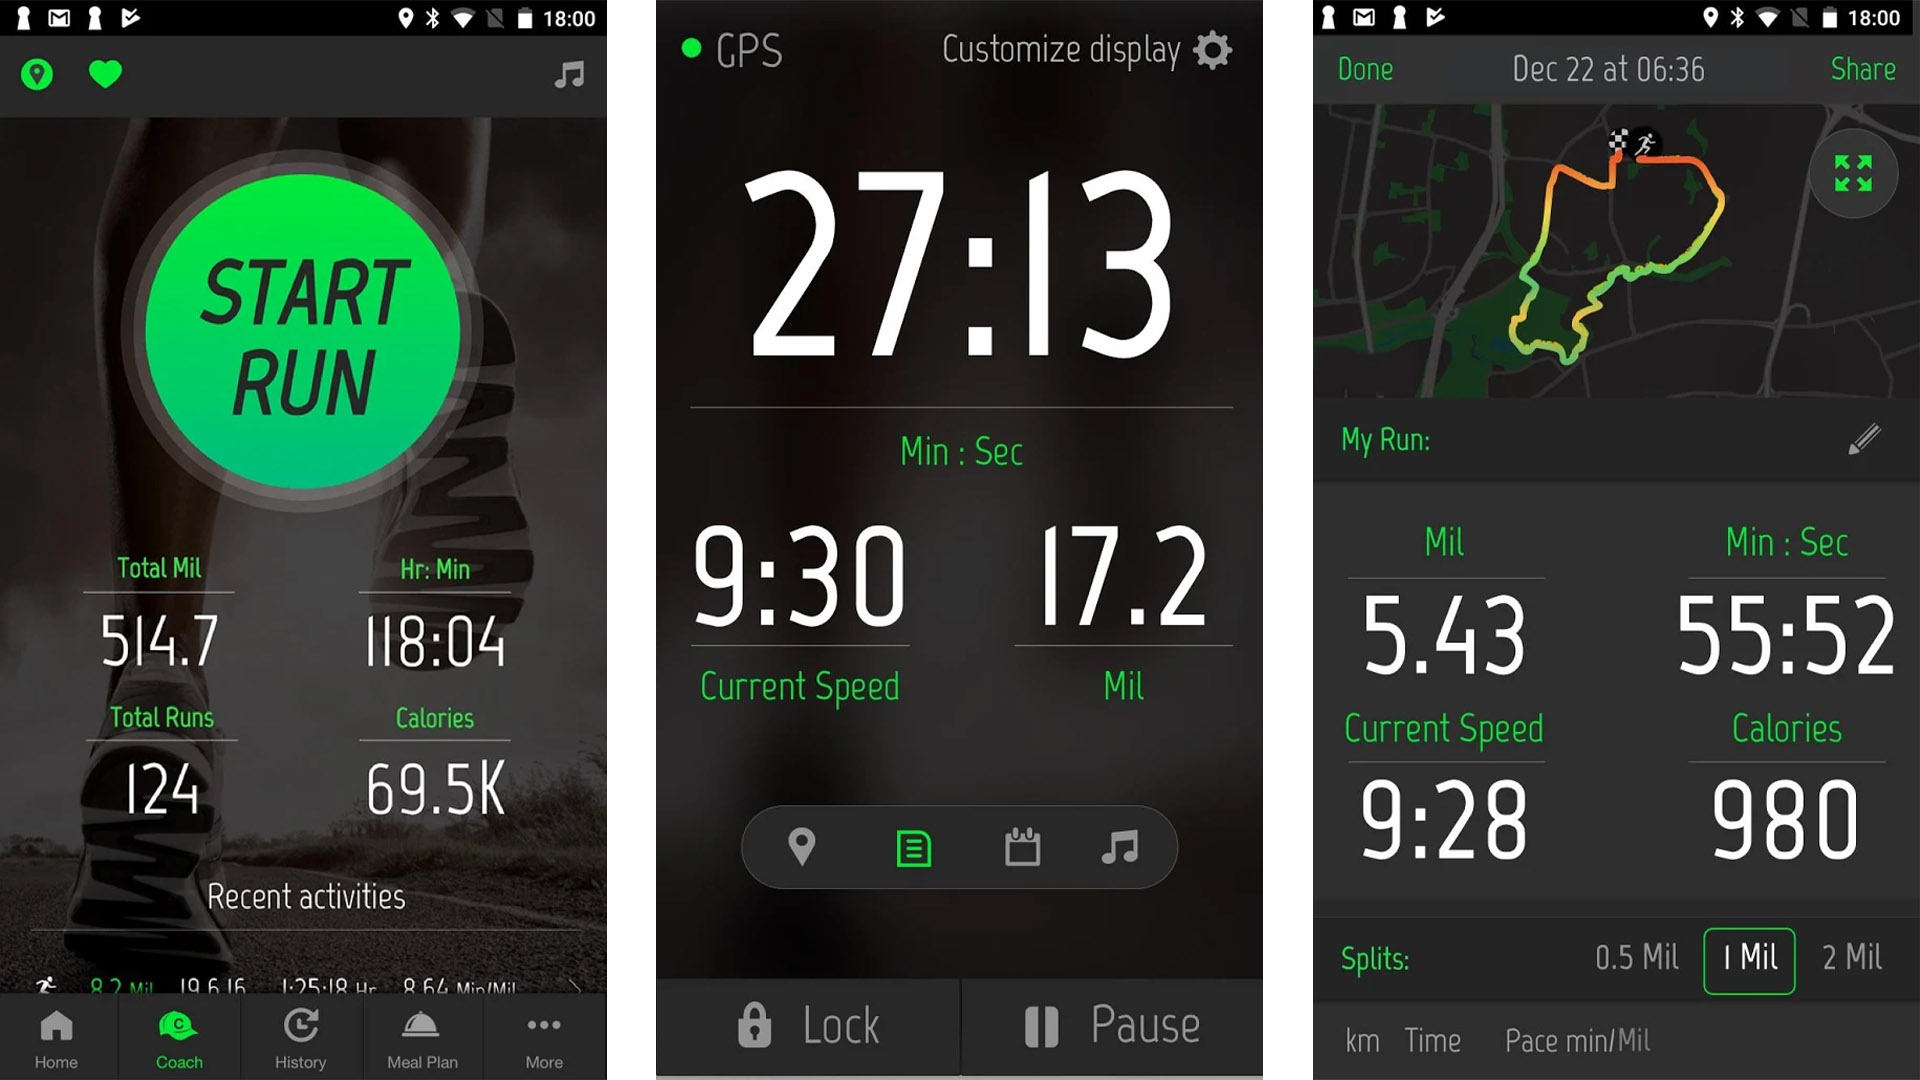 18:00
START
RUN
Total Mil
Hr: Min
514.7
118:04
Total Runs
Calories
124
69.5K
Recent activities
8.2 Mil 19.6.16 1:25:18 Hr 8.64 Min/Mil
Home
Coach
History
Meal Plan
More
GPS
Customize display
27:13
Min : Sec
9:30
17.2
Current Speed
Mil
Lock
Pause
18:00
Done
Dec 22 at 06:36
Share
My Run:
Mil
Min : Sec
5.43
55:52
Current Speed
Calories
9:28
980
Splits:
0.5 Mil
1 Mil
2 Mil
km
Time
Pace min/Mil